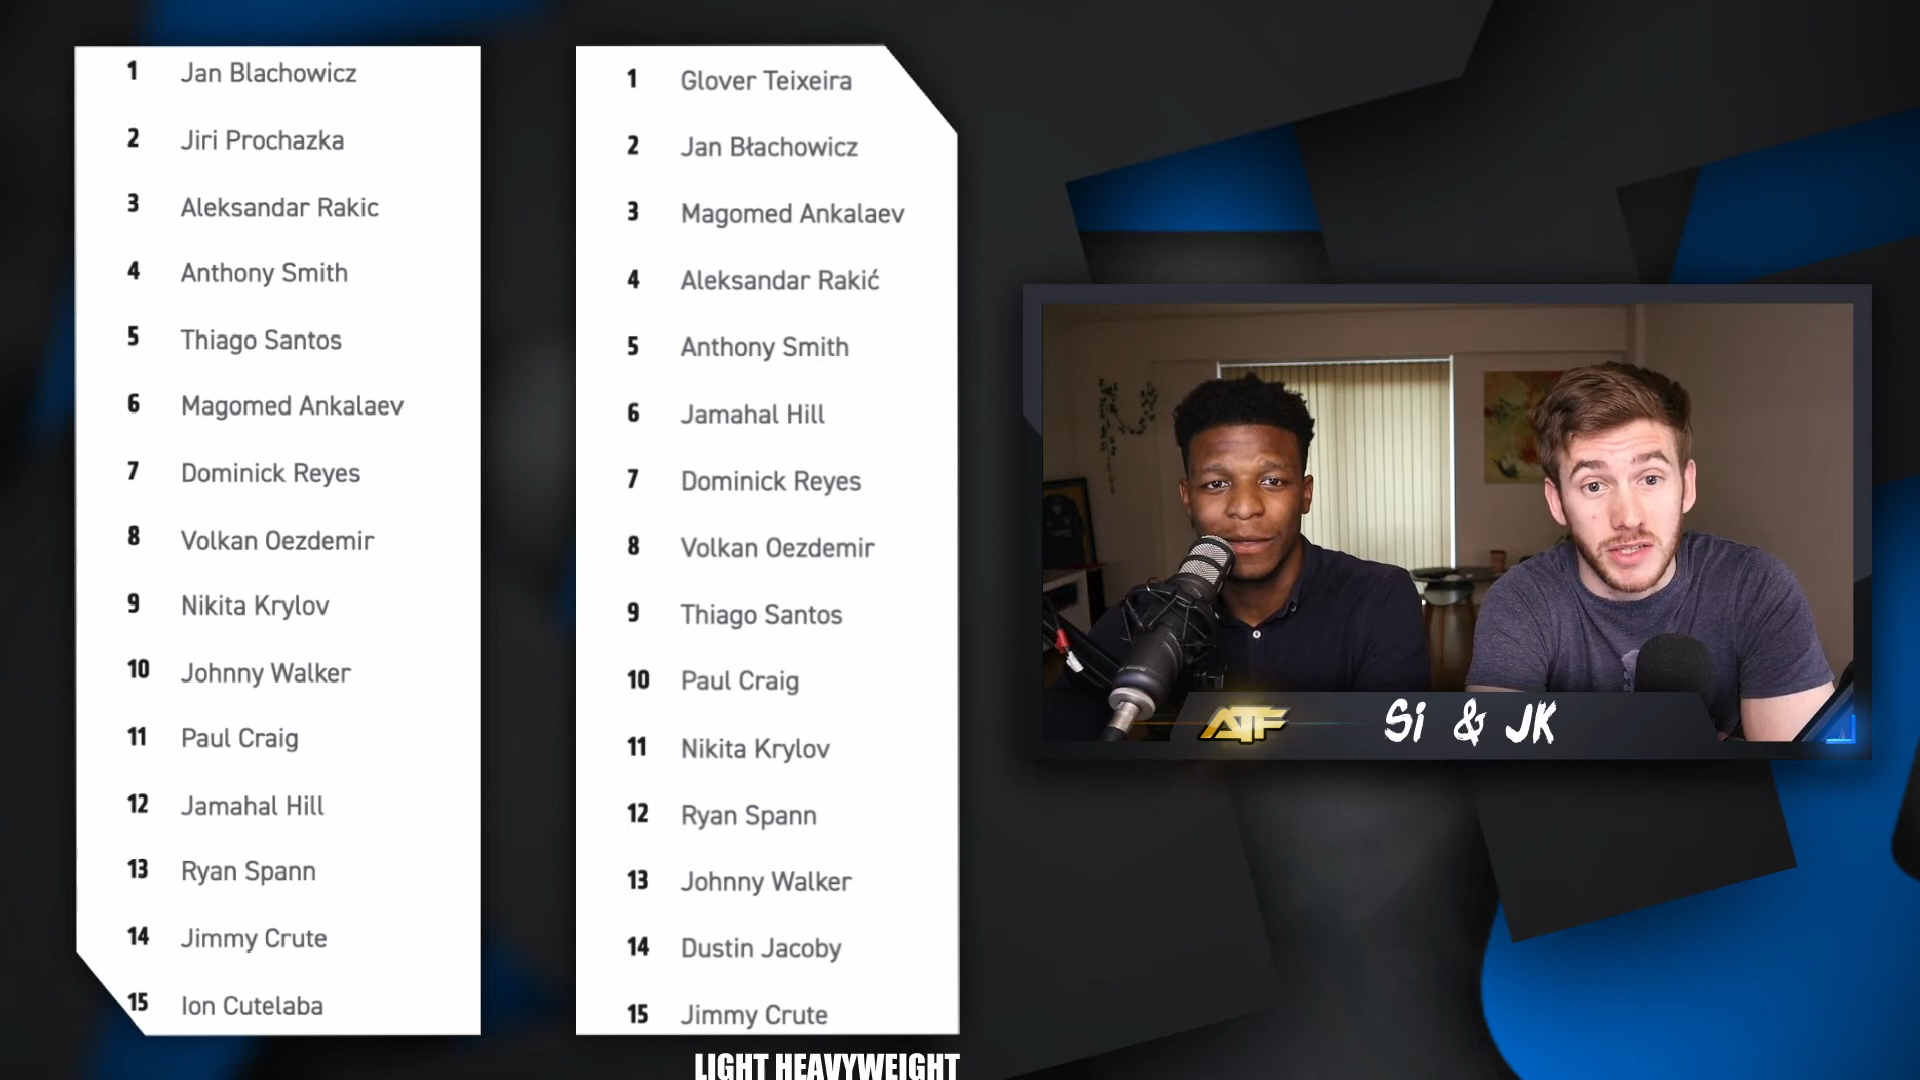 1 Jan Blachowicz
2 Jiri Prochazka
3 Aleksandar Rakic
4 Anthony Smith
5 Thiago Santos
6 Magomed Ankalaev
7 Dominick Reyes
8 Volkan Oezdemir
9 Nikita Krylov
10 Johnny Walker
11 Paul Craig
12 Jamahal Hill
13 Ryan Spann
14 Jimmy Crute
15 Ion Cutelaba
1 Glover Teixeira
2 Jan Błachowicz
3 Magomed Ankalaev
4 Aleksandar Rakić
5 Anthony Smith
6 Jamahal Hill
7 Dominick Reyes
8 Volkan Oezdemir
9 Thiago Santos
10 Paul Craig
11 Nikita Krylov
12 Ryan Spann
13 Johnny Walker
14 Dustin Jacoby
15 Jimmy Crute
LIGHT HEAVYWEIGHT
ATF Si & JK